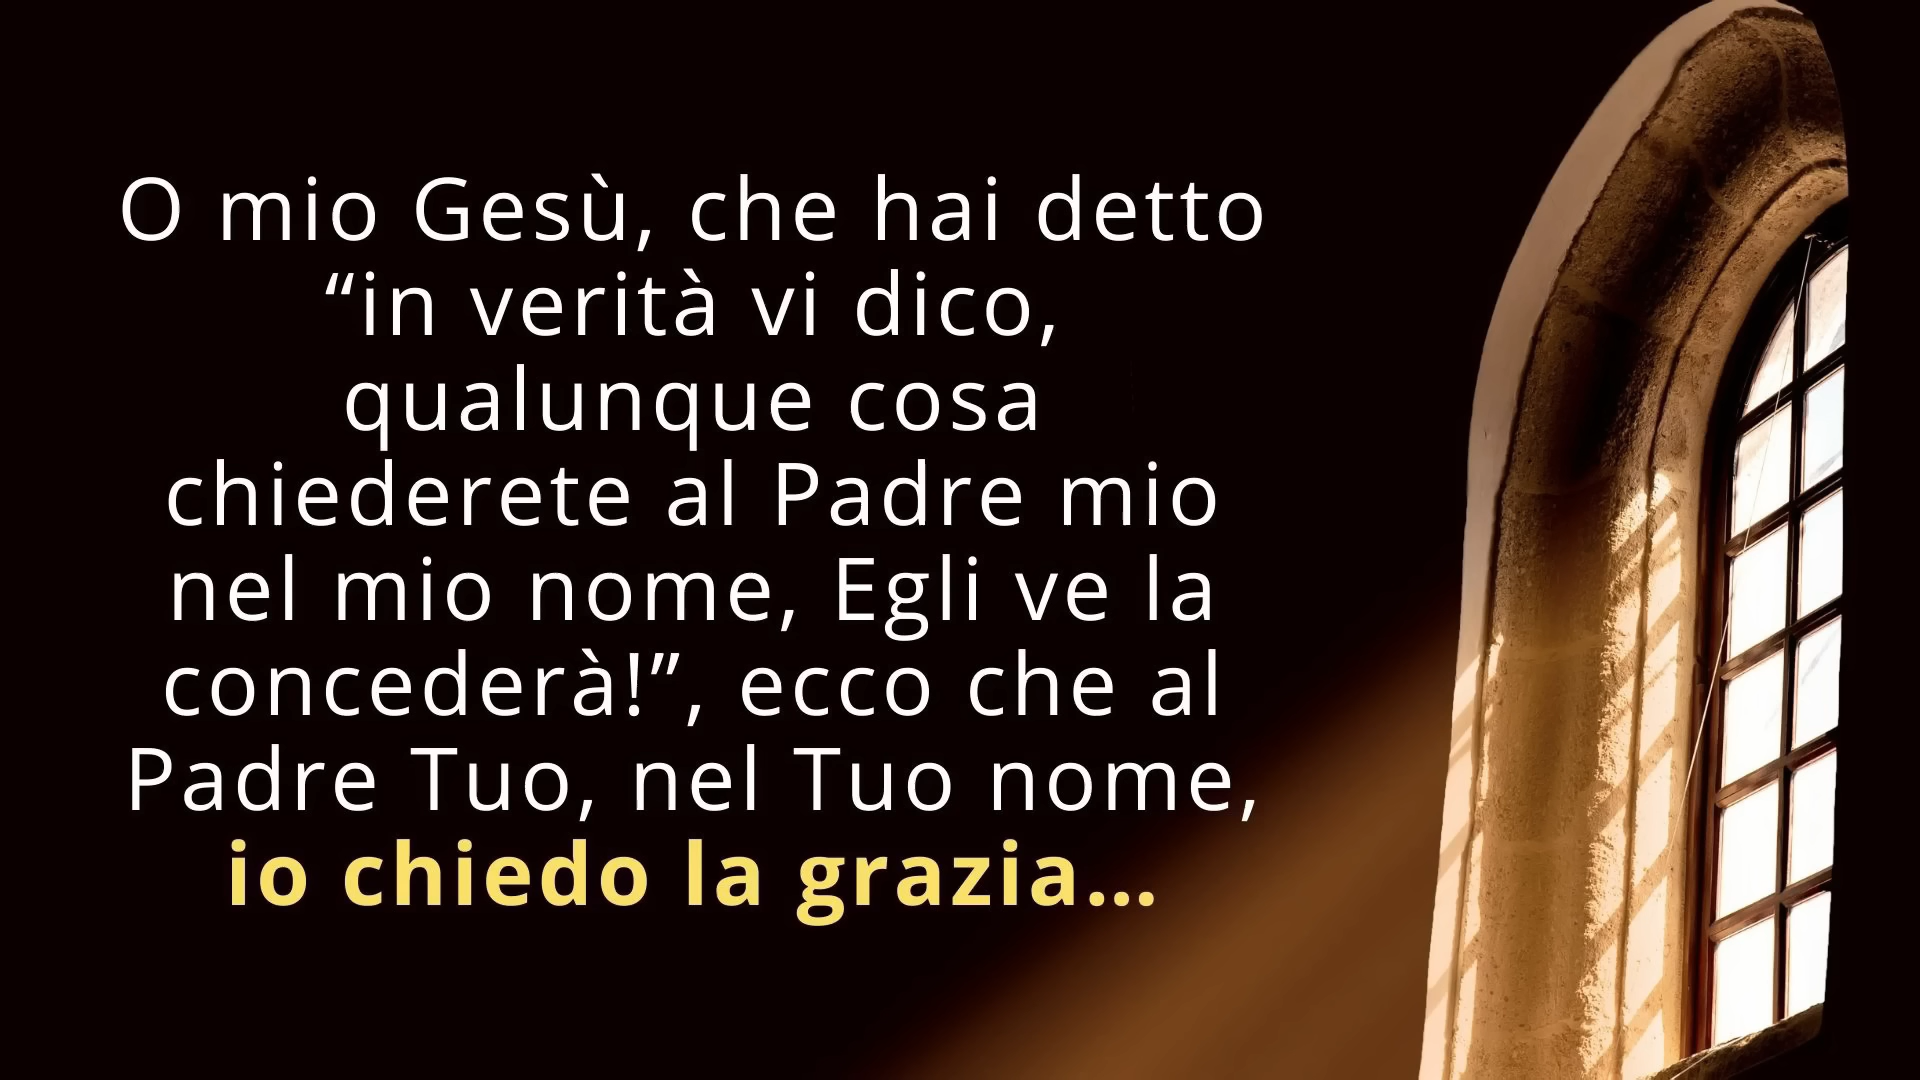 O mio Gesù, che hai detto
“in verità vi dico,
qualunque cosa
chiederete al Padre mio
nel mio nome, Egli ve la
concederà!”, ecco che al
Padre Tuo, nel Tuo nome,
io chiedo la grazia...